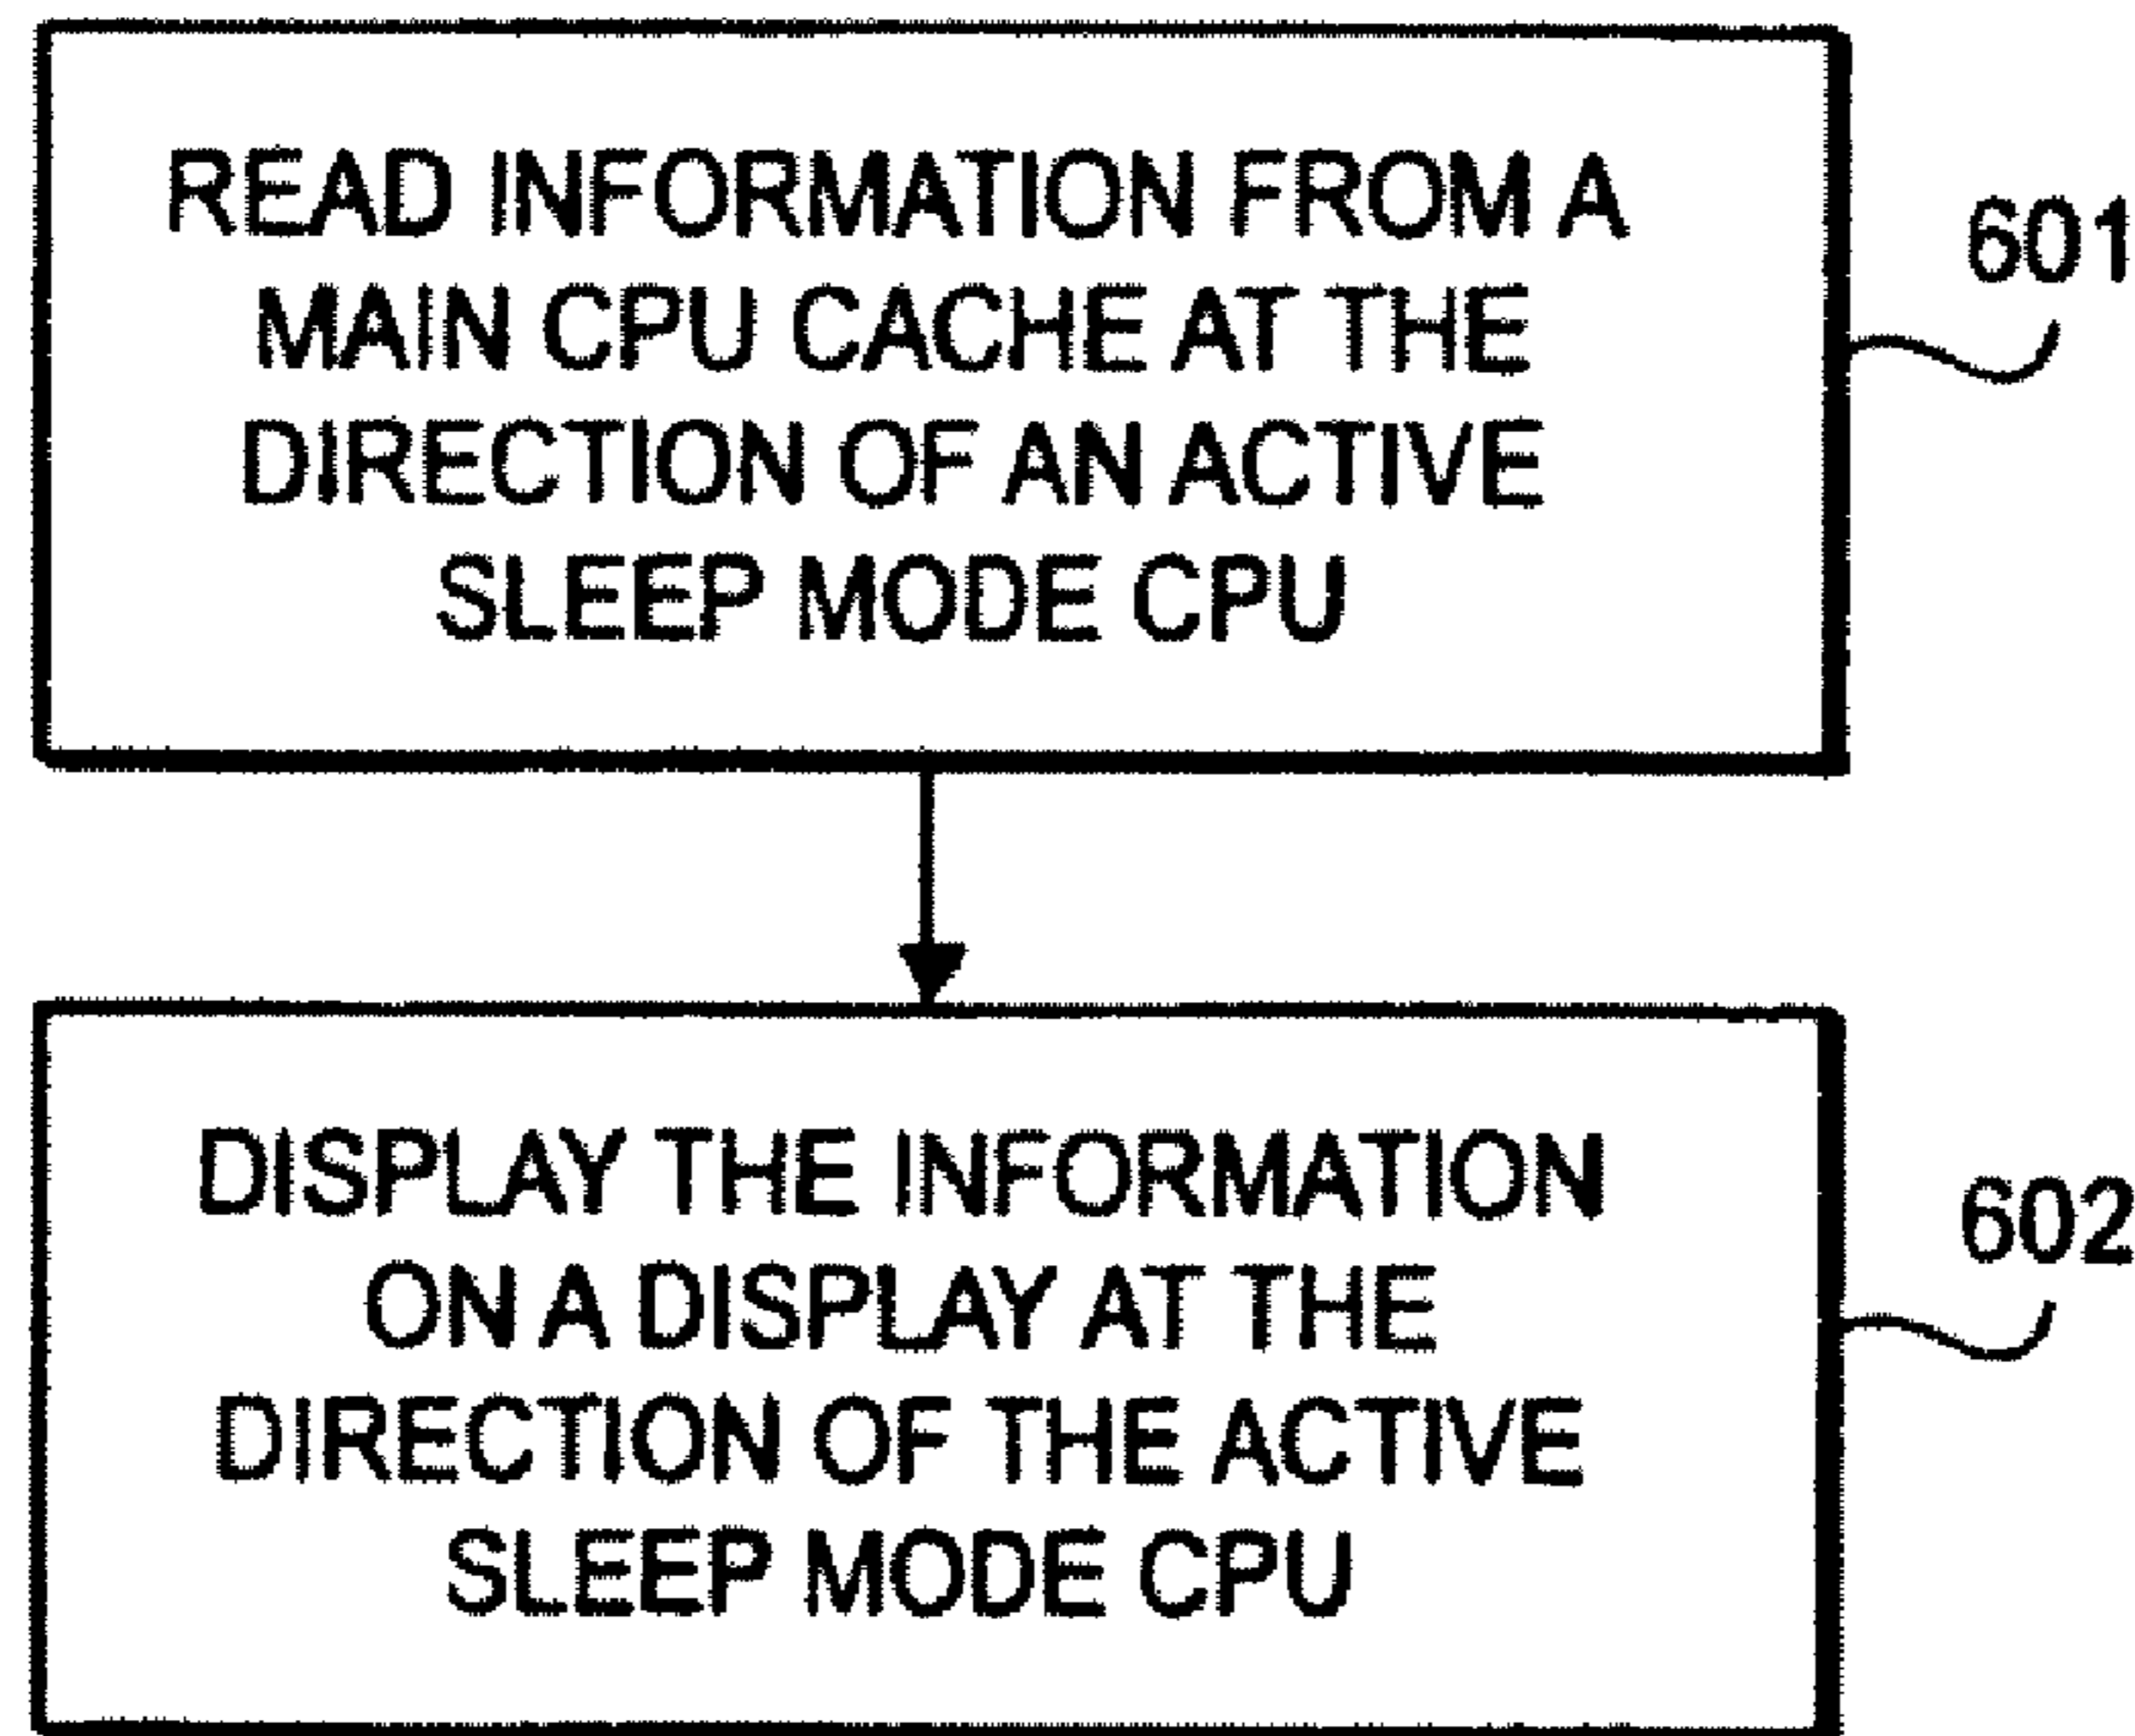 READ INFORMATION FROM A
MAIN CPU CACHE AT THE
DIRECTION OF AN ACTIVE
SLEEP MODE CPU
601
DISPLAY THE INFORMATION
ON A DISPLAY AT THE
DIRECTION OF THE ACTIVE
SLEEP MODE CPU
602